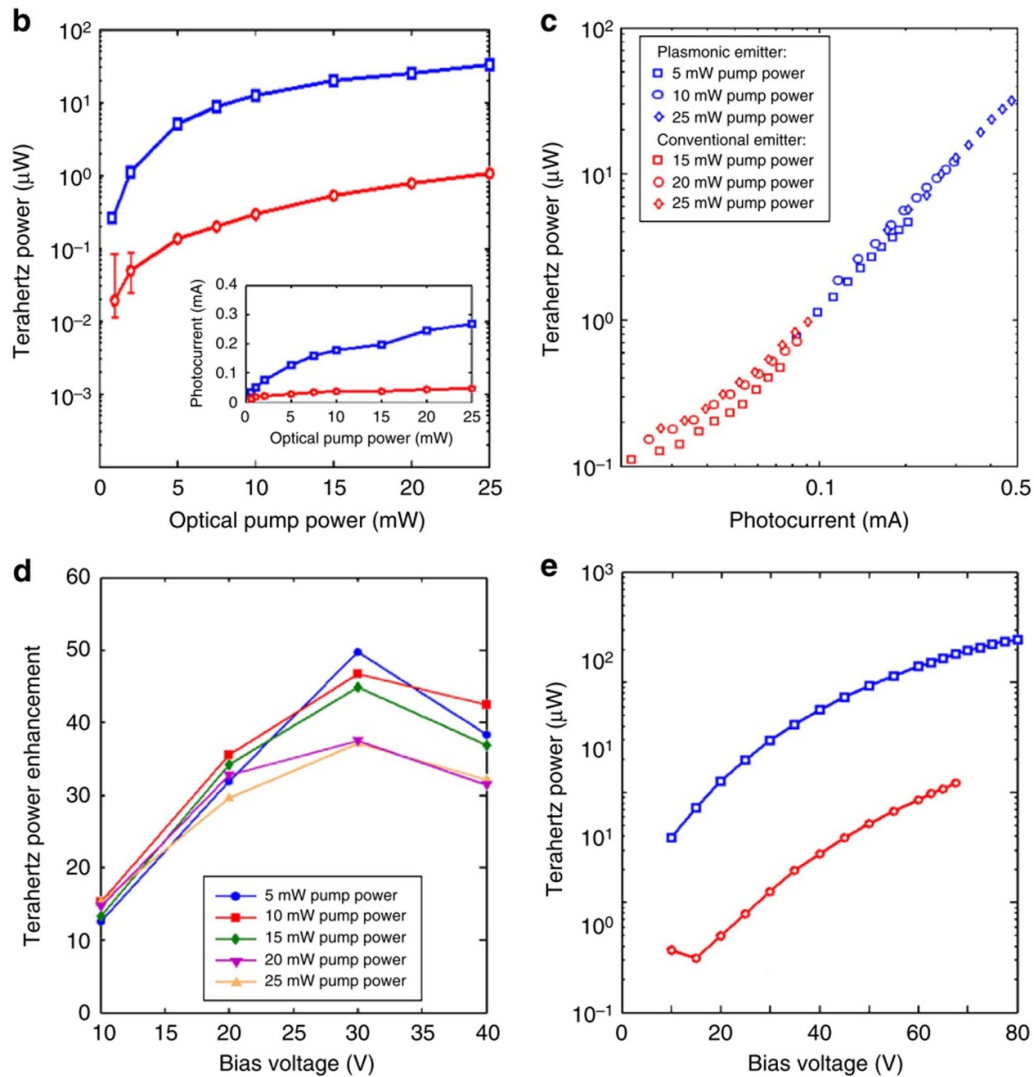 b
10²
10¹
10⁰
10⁻¹
10⁻²
10⁻³
Terahertz power (μW)
0
5
10
15
20
25
Optical pump power (mW)
0.4
0.3
0.2
0.1
0
Photocurrent (mA)
0
5
10
15
20
25
Optical pump power (mW)
c
10²
10¹
10⁰
10⁻¹
Terahertz power (μW)
Plasmonic emitter:
5 mW pump power
10 mW pump power
25 mW pump power
Conventional emitter:
15 mW pump power
20 mW pump power
25 mW pump power
0.1
0.5
Photocurrent (mA)
d
60
50
40
30
20
10
0
Terahertz power enhancement
5 mW pump power
10 mW pump power
15 mW pump power
20 mW pump power
25 mW pump power
10
15
20
25
30
35
40
Bias voltage (V)
e
10³
10²
10¹
10¹
10⁰
10⁻¹
Terahertz power (μW)
0
20
40
60
80
Bias voltage (V)